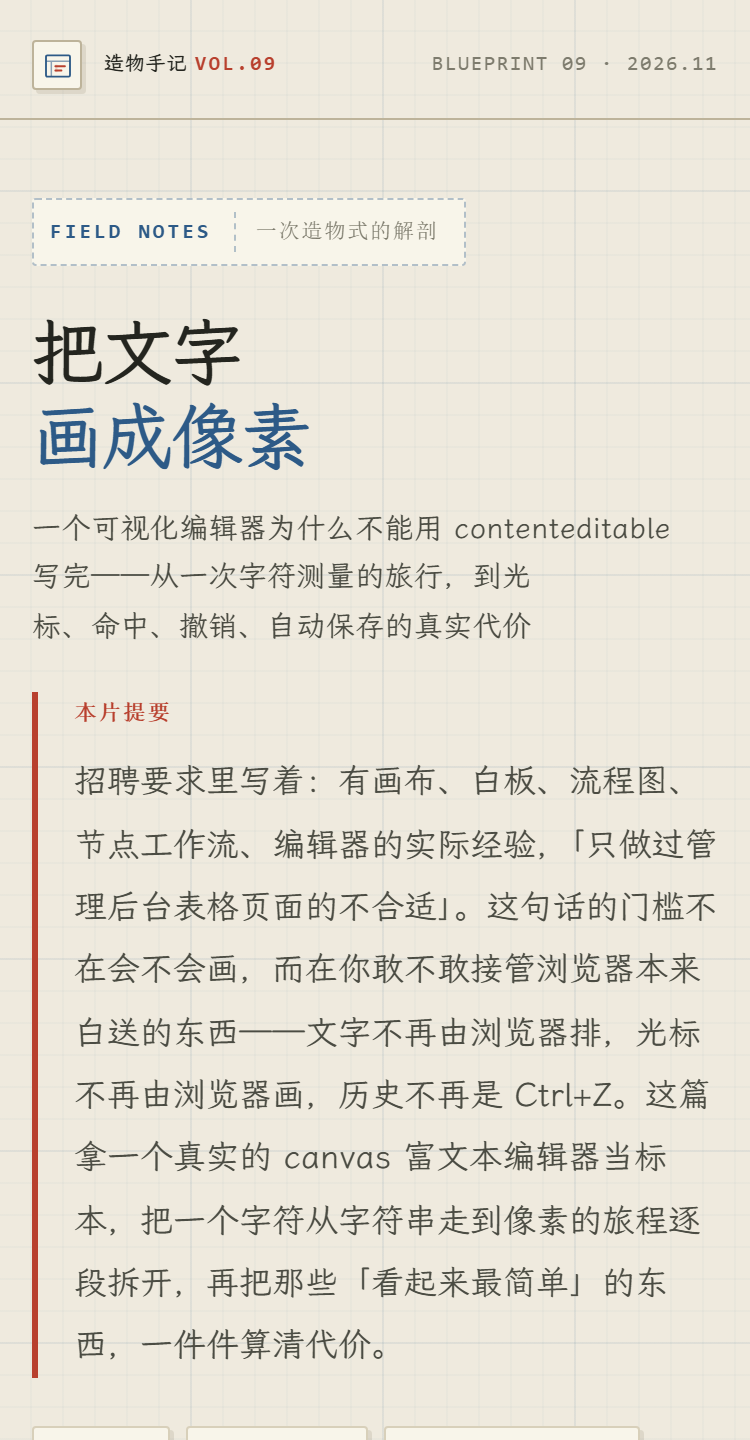 造物手记 VOL.09
BLUEPRINT 09 · 2026.11
FIELD NOTES
一次造物式的解剖
把文字
画成像素
一个可视化编辑器为什么不能用 contenteditable
写完——从一次字符测量的旅行，到光
标、命中、撤销、自动保存的真实代价
本片提要
招聘要求里写着：有画布、白板、流程图、
节点工作流、编辑器的实际经验，「只做过管
理后台表格页面的不合适」。这句话的门槛不
在会不会画，而在你敢不敢接管浏览器本来
白送的东西——文字不再由浏览器排，光标
不再由浏览器画，历史不再是 Ctrl+Z。这篇
拿一个真实的 canvas 富文本编辑器当标
本，把一个字符从字符串走到像素的旅程逐
段拆开，再把那些「看起来最简单」的东
西，一件件算清代价。